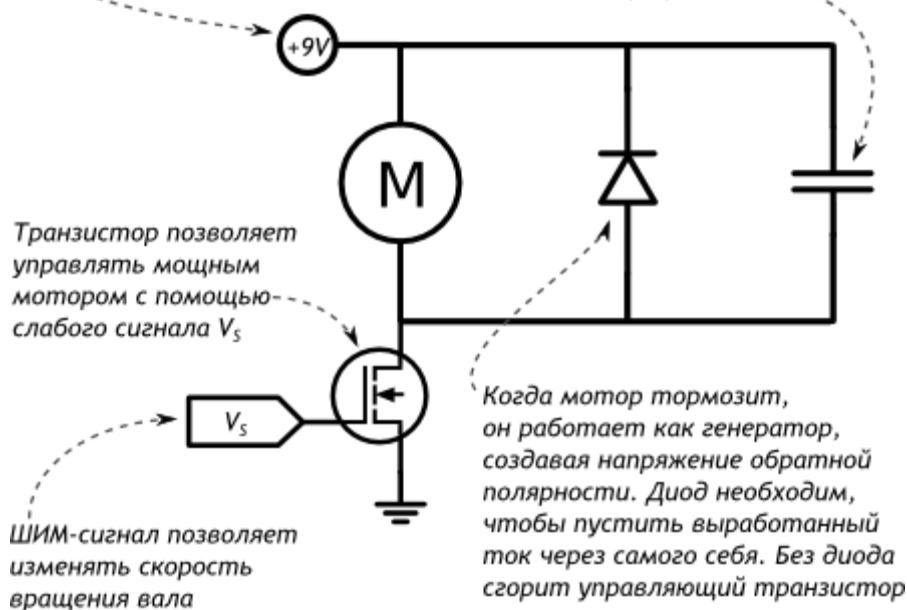 +9V
M
Транзистор позволяет
управлять мощным
мотором с помощью
слабого сигнала Vₛ
Vₛ
Когда мотор тормозит,
он работает как генератор,
создавая напряжение обратной
полярности. Диод необходим,
чтобы пустить выработанный
ток через самого себя. Без диода
сгорит управляющий транзистор
ШИМ-сигнал позволяет
изменять скорость
вращения вала